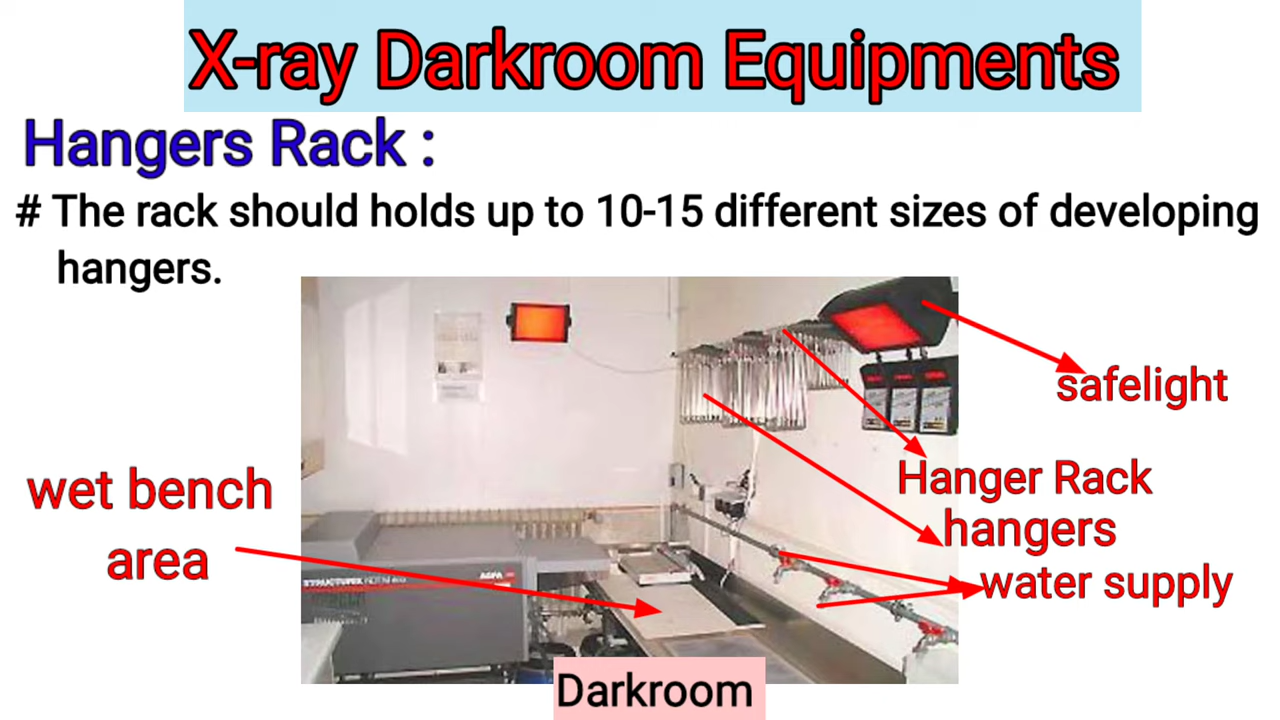 X-ray Darkroom Equipments
Hangers Rack :
# The rack should holds up to 10-15 different sizes of developing
hangers.
safelight
Hanger Rack
hangers
water supply
wet bench
area
AGFA
Darkroom